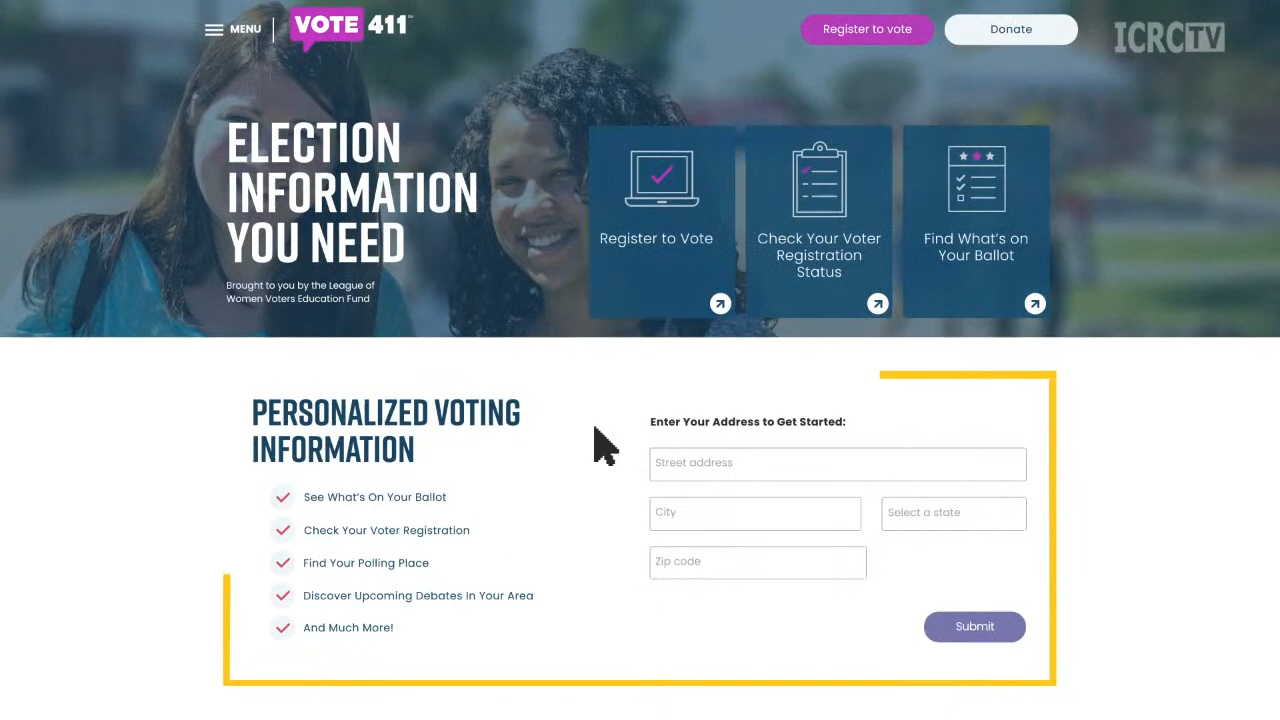 MENU
VOTE 411
Register to vote
Donate
ICRCTV
ELECTION
INFORMATION
YOU NEED
Brought to you by the League of
Women Voters Education Fund
Register to Vote
Check Your Voter
Registration
Status
Find What's on
Your Ballot
PERSONALIZED VOTING
INFORMATION
See What's On Your Ballot
Check Your Voter Registration
Find Your Polling Place
Discover Upcoming Debates In Your Area
And Much More!
Enter Your Address to Get Started:
Street address
City
Select a state
Zip code
Submit